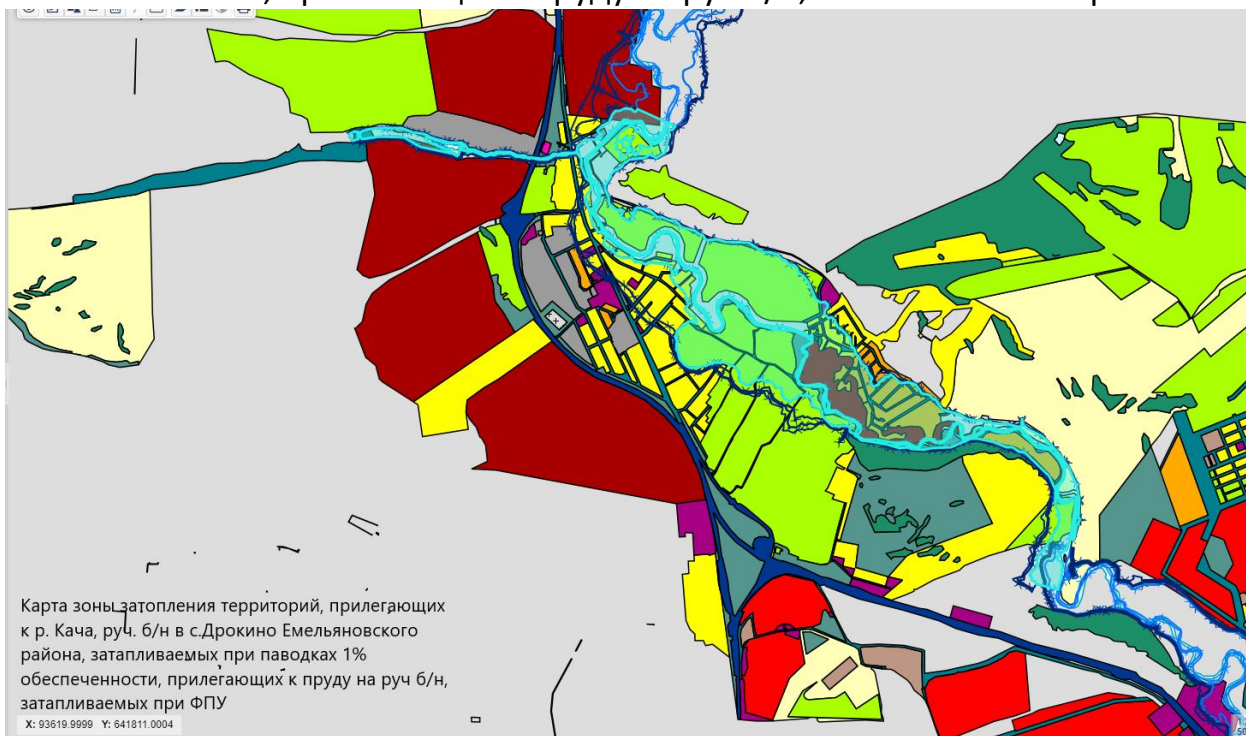 Карта зоны затопления территорий, прилегающих
к р. Кача, руч. б/н в с.Дрокино Емельяновского
района, затапливаемых при паводках 1%
обеспеченности, прилегающих к пруду на руч б/н,
затапливаемых при ФПУ
X: 93619.9999 Y: 641811.0004